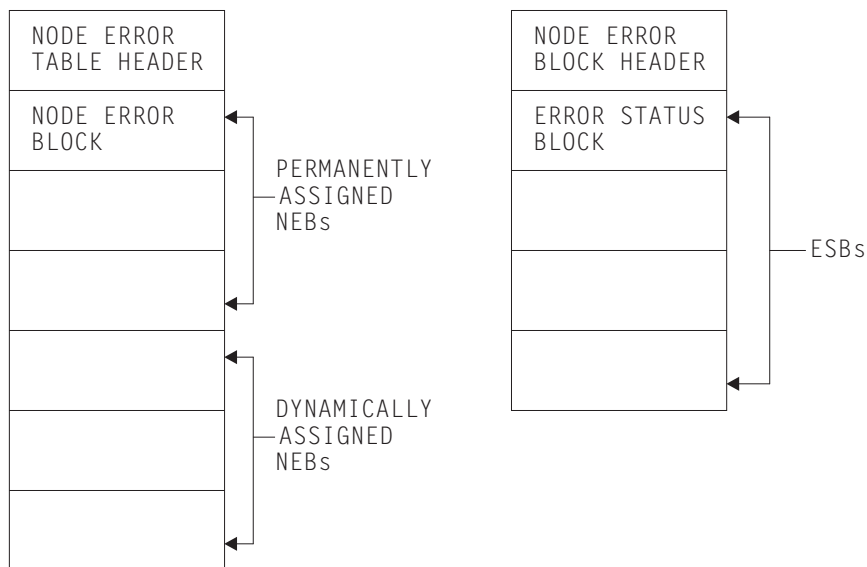 NODE ERROR
TABLE HEADER
NODE ERROR
BLOCK
PERMANENTLY
ASSIGNED
NEBs
DYNAMICALLY
ASSIGNED
NEBs
NODE ERROR
BLOCK HEADER
ERROR STATUS
BLOCK
ESBs